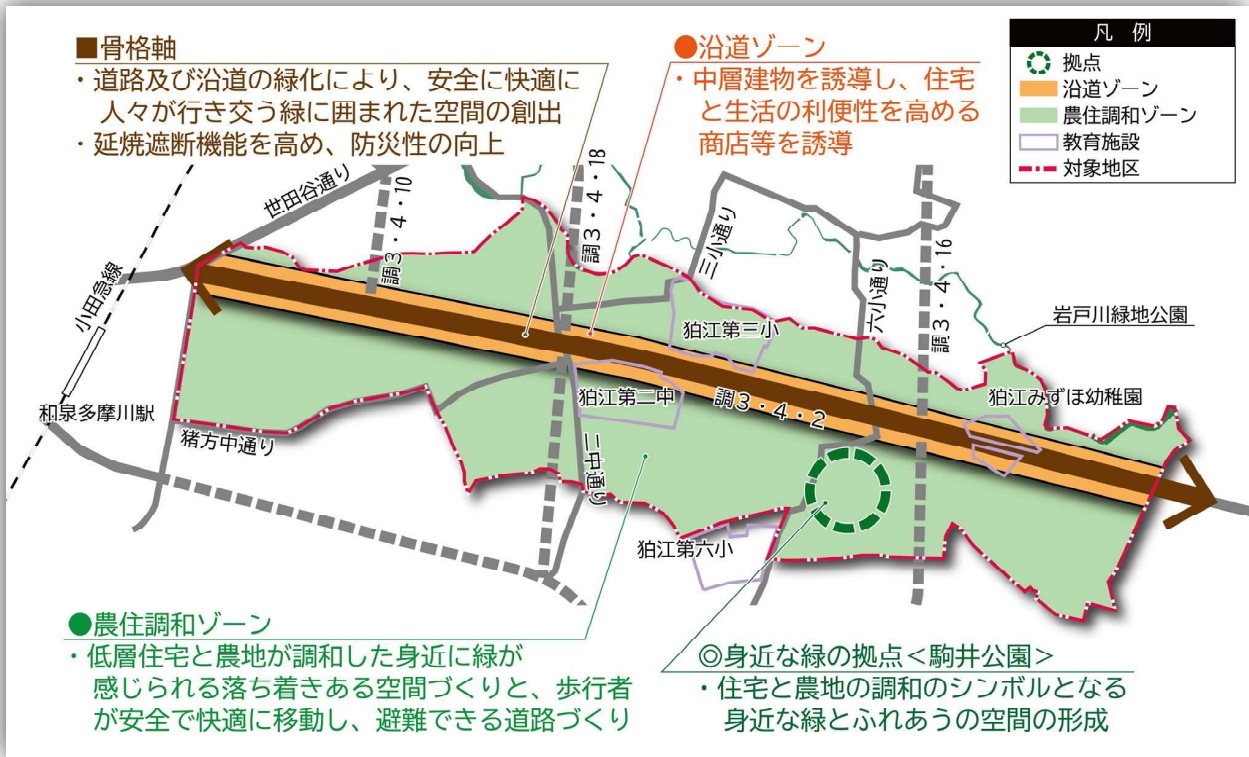 ■骨格軸
・道路及び沿道の緑化により、安全に快適に
人々が行き交う緑に囲まれた空間の創出
・延焼遮断機能を高め、防災性の向上
●沿道ゾーン
・中層建物を誘導し、住宅
と生活の利便性を高める
商店等を誘導
凡 例
拠点
沿道ゾーン
農住調和ゾーン
教育施設
対象地区
世田谷通り
調3・4・10
調3・4・18
三小通り
六小通り
調3・4・16
小田急線
岩戸川緑地公園
狛江第三小
狛江第二中
調3・4・2
狛江みずほ幼稚園
和泉多摩川駅
猪方中通り
二中通り
狛江第六小
●農住調和ゾーン
・低層住宅と農地が調和した身近に緑が
感じられる落ち着きある空間づくりと、歩行者
が安全で快適に移動し、避難できる道路づくり
◎身近な緑の拠点＜駒井公園＞
・住宅と農地の調和のシンボルとなる
身近な緑とふれあうの空間の形成